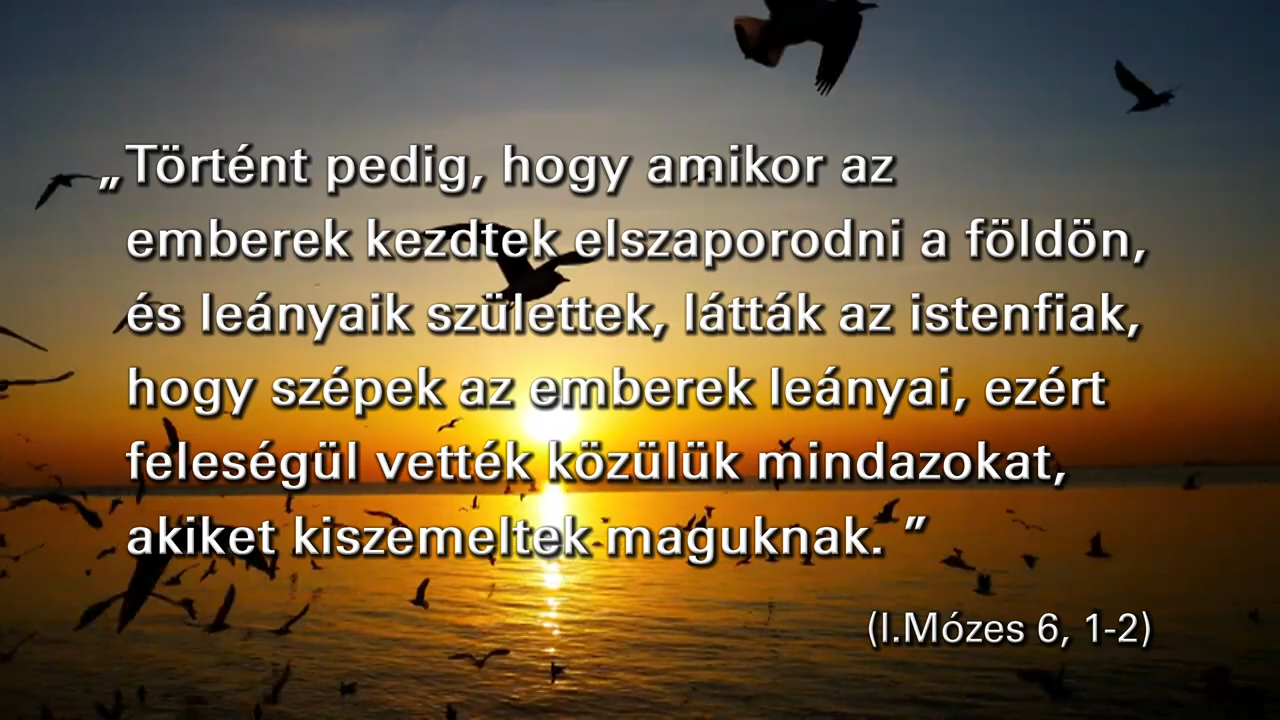 „Történt pedig, hogy amikor az
emberek kezdtek elszaporodni a földön,
és leányaik születtek, látták az istenfiak,
hogy szépek az emberek leányai, ezért
feleségül vették közülük mindazokat,
akiket kiszemeltek maguknak. ”
(I.Mózes 6, 1-2)